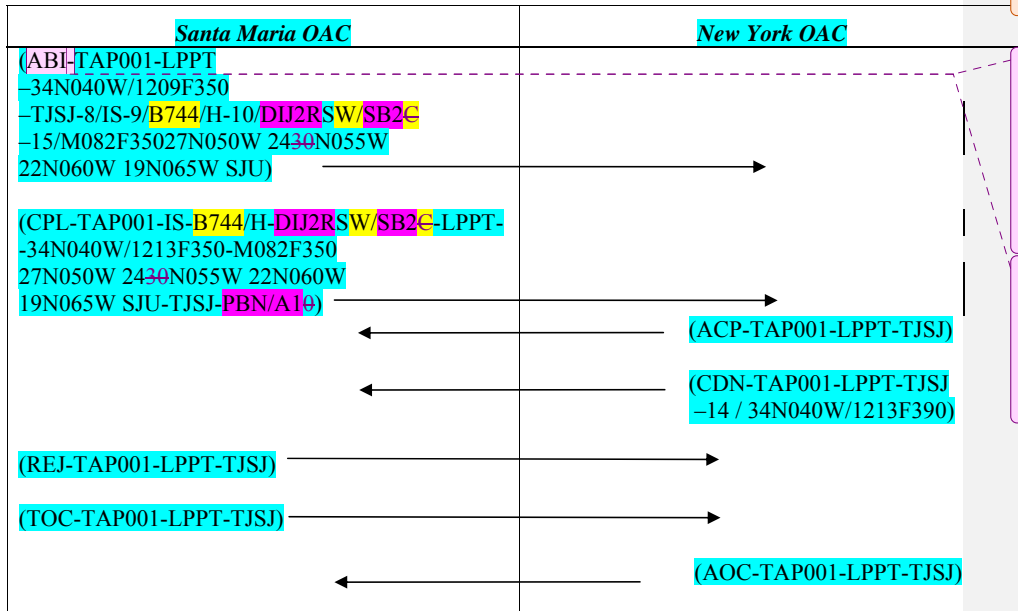 Santa Maria OAC
New York OAC
(ABI-TAP001-LPPT
–34N040W/1209F350
–TJSJ-8/IS-9/B744/H-10/DIJ2RSW/SB2C
–15/M082F35027N050W 2430N055W
22N060W 19N065W SJU)
(CPL-TAP001-IS-B744/H-DIJ2RSW/SB2C-LPPT-
-34N040W/1213F350-M082F350
27N050W 2430N055W 22N060W
19N065W SJU-TJSJ-PBN/A10)
(ACP-TAP001-LPPT-TJSJ)
(CDN-TAP001-LPPT-TJSJ
–14 / 34N040W/1213F390)
(REJ-TAP001-LPPT-TJSJ)
(TOC-TAP001-LPPT-TJSJ)
(AOC-TAP001-LPPT-TJSJ)